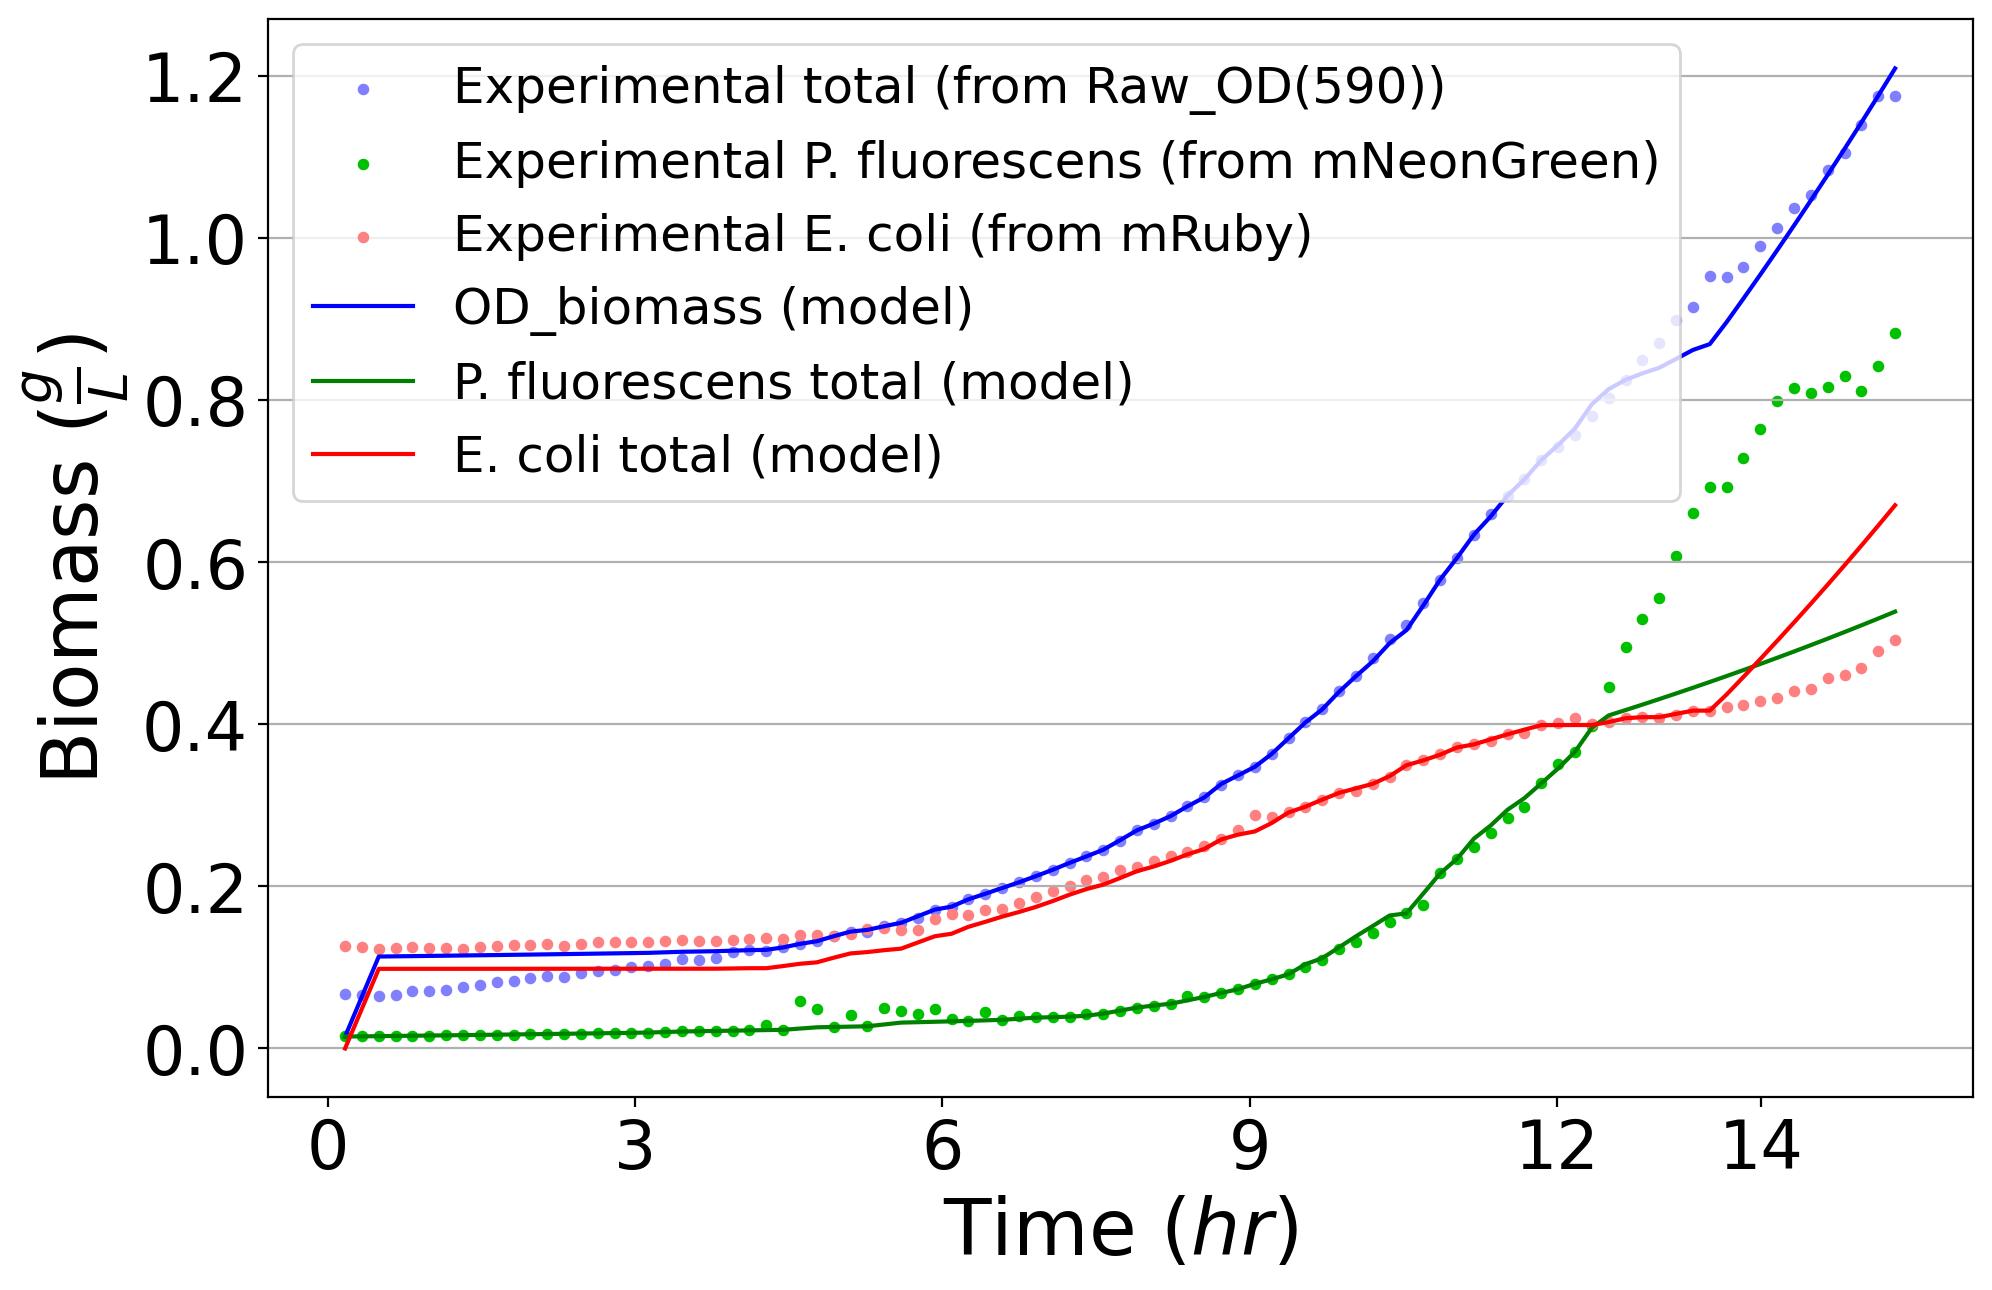 1.2
1.0
0.8
0.6
0.4
0.2
0.0
Biomass (g/L)
Experimental total (from Raw_OD(590))
Experimental P. fluorescens (from mNeonGreen)
Experimental E. coli (from mRuby)
OD_biomass (model)
P. fluorescens total (model)
E. coli total (model)
0 3 6 9 12 14
Time (hr)